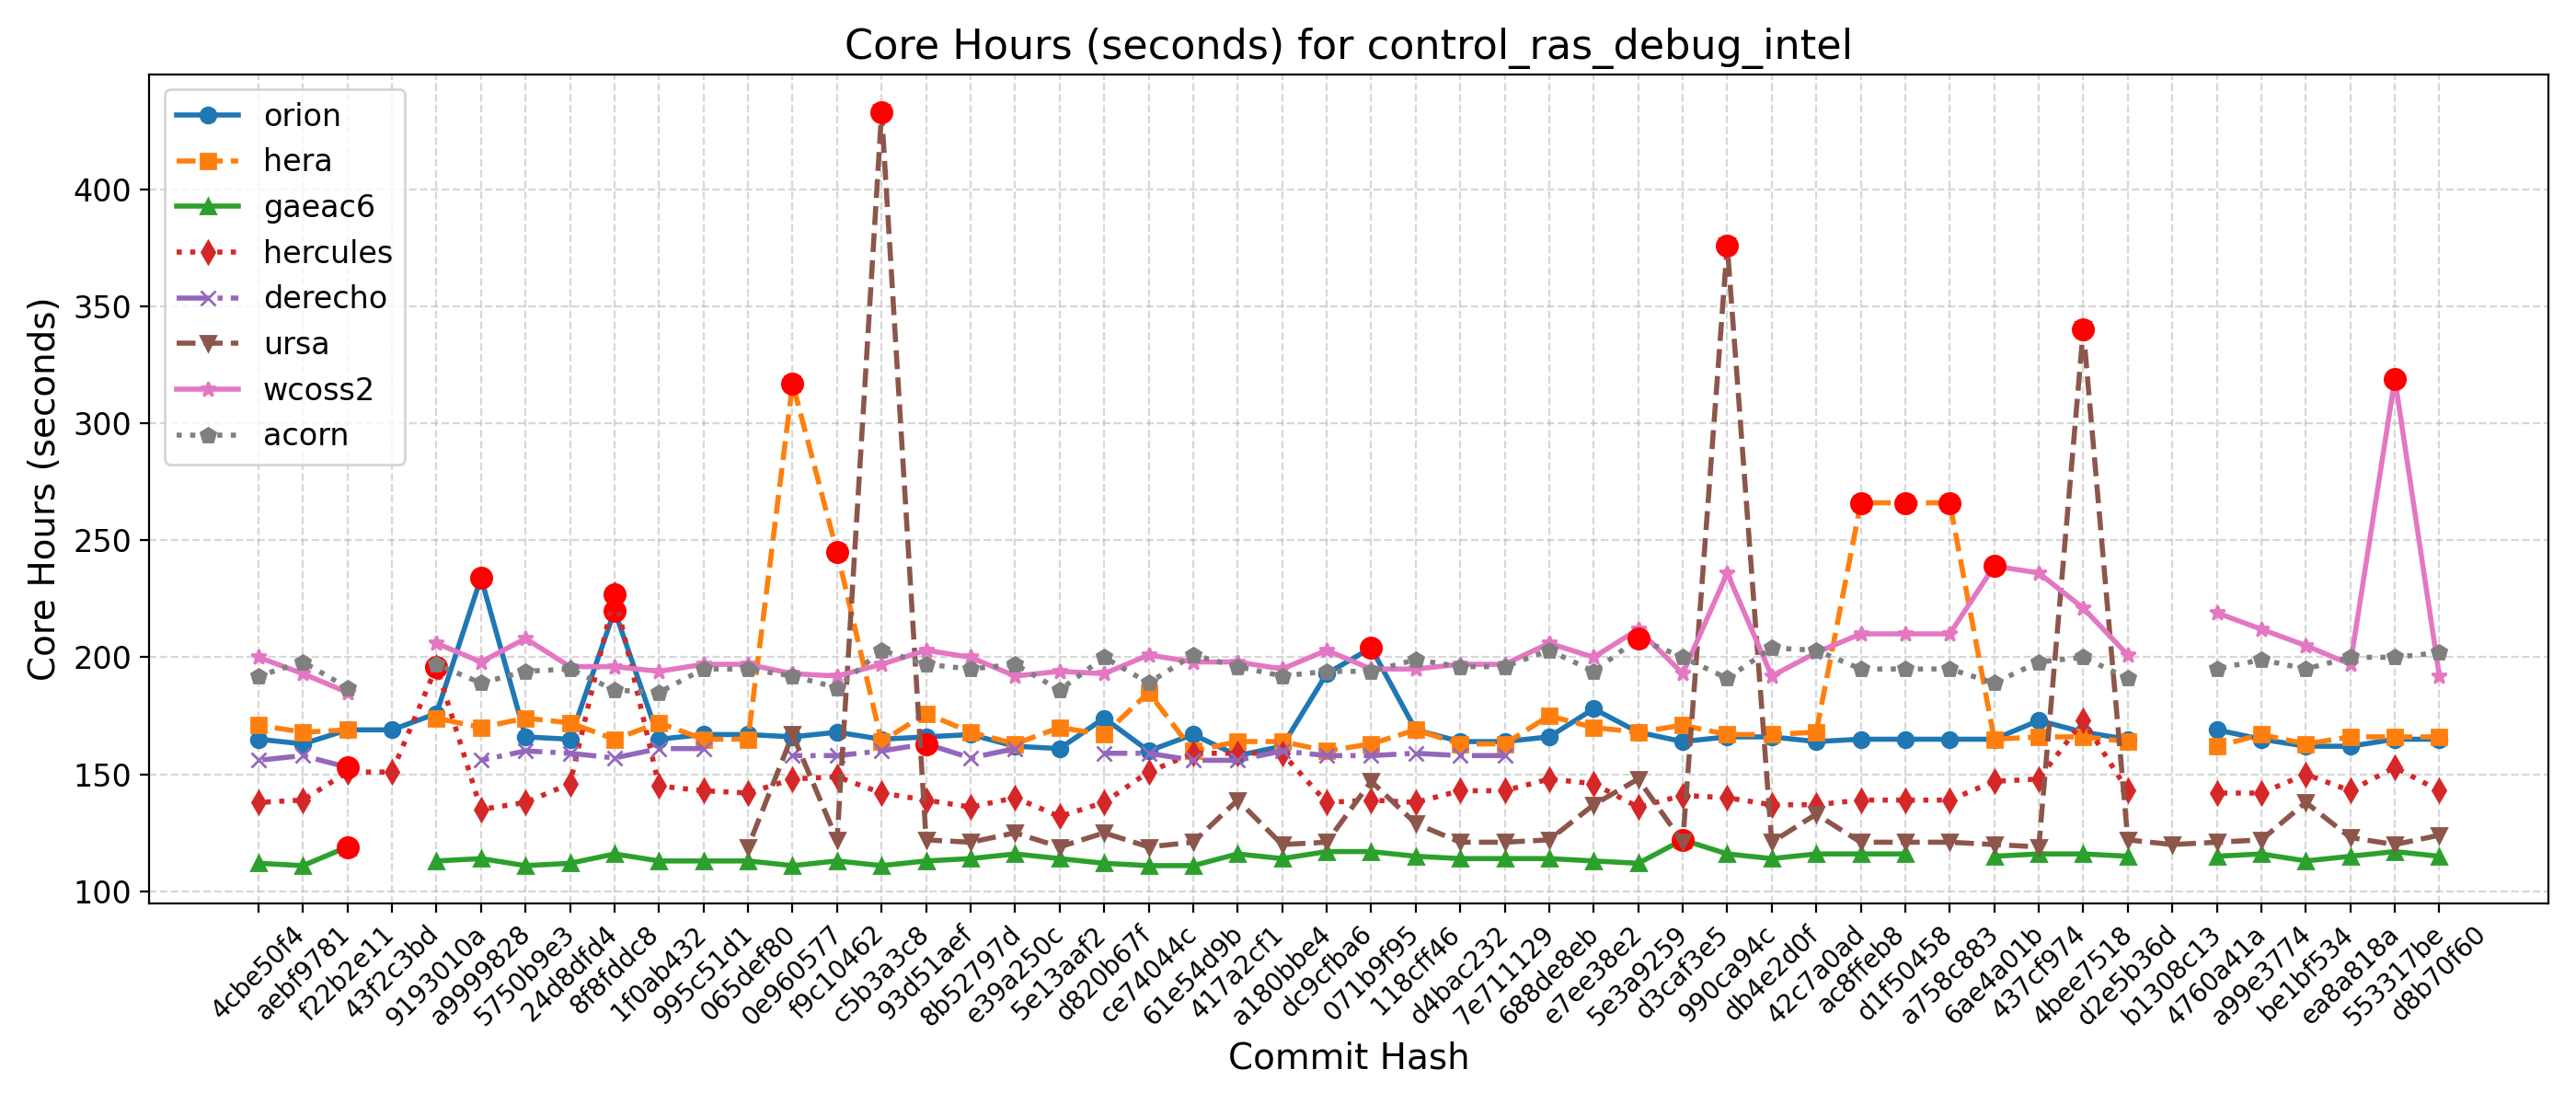 Core Hours (seconds) for control_ras_debug_intel
orion
hera
gaeac6
hercules
derecho
ursa
wcoss2
acorn
Core Hours (seconds)
400
350
300
250
200
150
100
4cbe50f4
aebf9781
f22b2e11
43f2c3bd
9193010a
a9999828
5750b9e3
24d8dfd4
8f8fddc8
1f0ab432
995c51d1
065def80
0e960577
f9c10462
c5b3a3c8
93d51aef
8b52797d
e39a250c
5e13aaf2
d820b67f
ce74044c
61e54d9b
417a2cf1
a180bbe4
dc9cfba6
071b9f95
118cff46
d4bac232
7e711129
688de8eb
e7ee38e2
5e3a9259
d3caf3e5
990ca94c
db4e2d0f
42c7a0ad
ac8ffeb8
d1f50458
a758c883
6ae4a01b
437cf974
4bee7518
d2e5b36d
b1308c13
4760a41a
a99e3774
be1bf534
ea8a818a
553317be
d8b70f60
Commit Hash